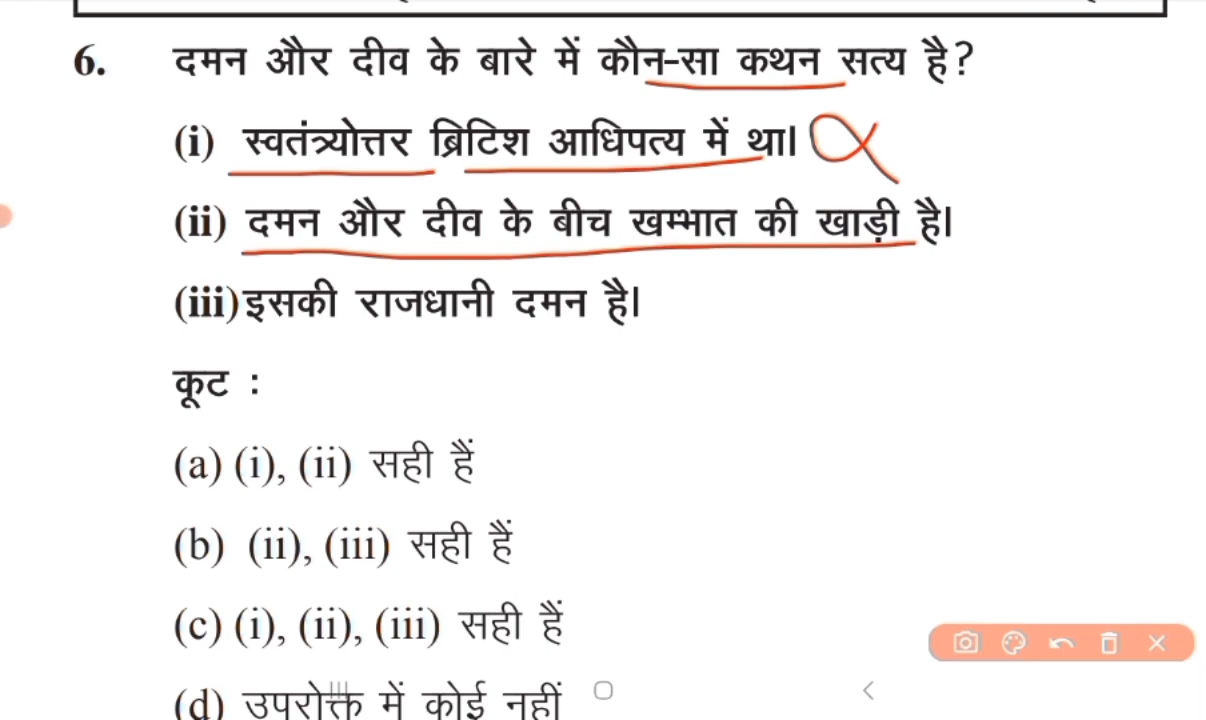 6. दमन और दीव के बारे में कौन-सा कथन सत्य है?
(i) स्वतंत्र्योत्तर ब्रिटिश आधिपत्य में था।
(ii) दमन और दीव के बीच खम्भात की खाड़ी है।
(iii) इसकी राजधानी दमन है।
कूट :
(a) (i), (ii) सही हैं
(b) (ii), (iii) सही हैं
(c) (i), (ii), (iii) सही हैं
(d) उपरोक्त में कोई नहीं